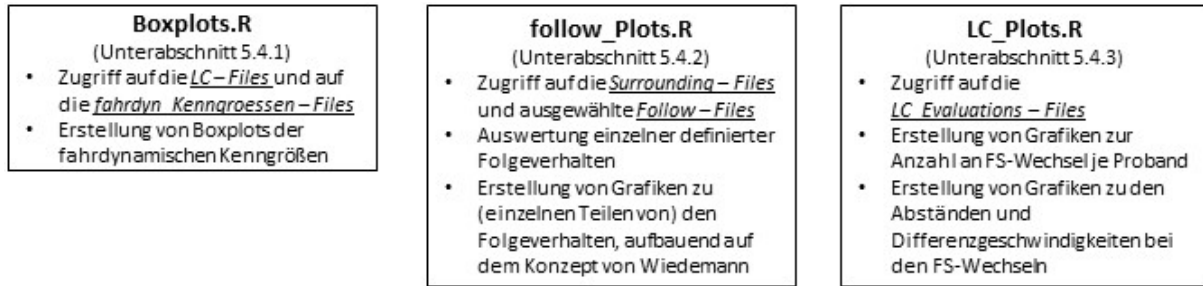 Boxplots.R
(Unterabschnitt 5.4.1)
• Zugriff auf die LC – Files und auf
die fahrdyn_Kenngroessen – Files
• Erstellung von Boxplots der
fahrdynamischen Kenngrößen
follow_Plots.R
(Unterabschnitt 5.4.2)
• Zugriff auf die Surrounding – Files
und ausgewählte Follow – Files
• Auswertung einzelner definierter
Folgeverhalten
• Erstellung von Grafiken zu
(einzelnen Teilen von) den
Folgeverhalten, aufbauend auf
dem Konzept von Wiedemann
LC_Plots.R
(Unterabschnitt 5.4.3)
• Zugriff auf die
LC_Evaluations – Files
• Erstellung von Grafiken zur
Anzahl an FS-Wechsel je Proband
• Erstellung von Grafiken zu den
Abständen und
Differenzgeschwindigkeiten bei
den FS-Wechseln